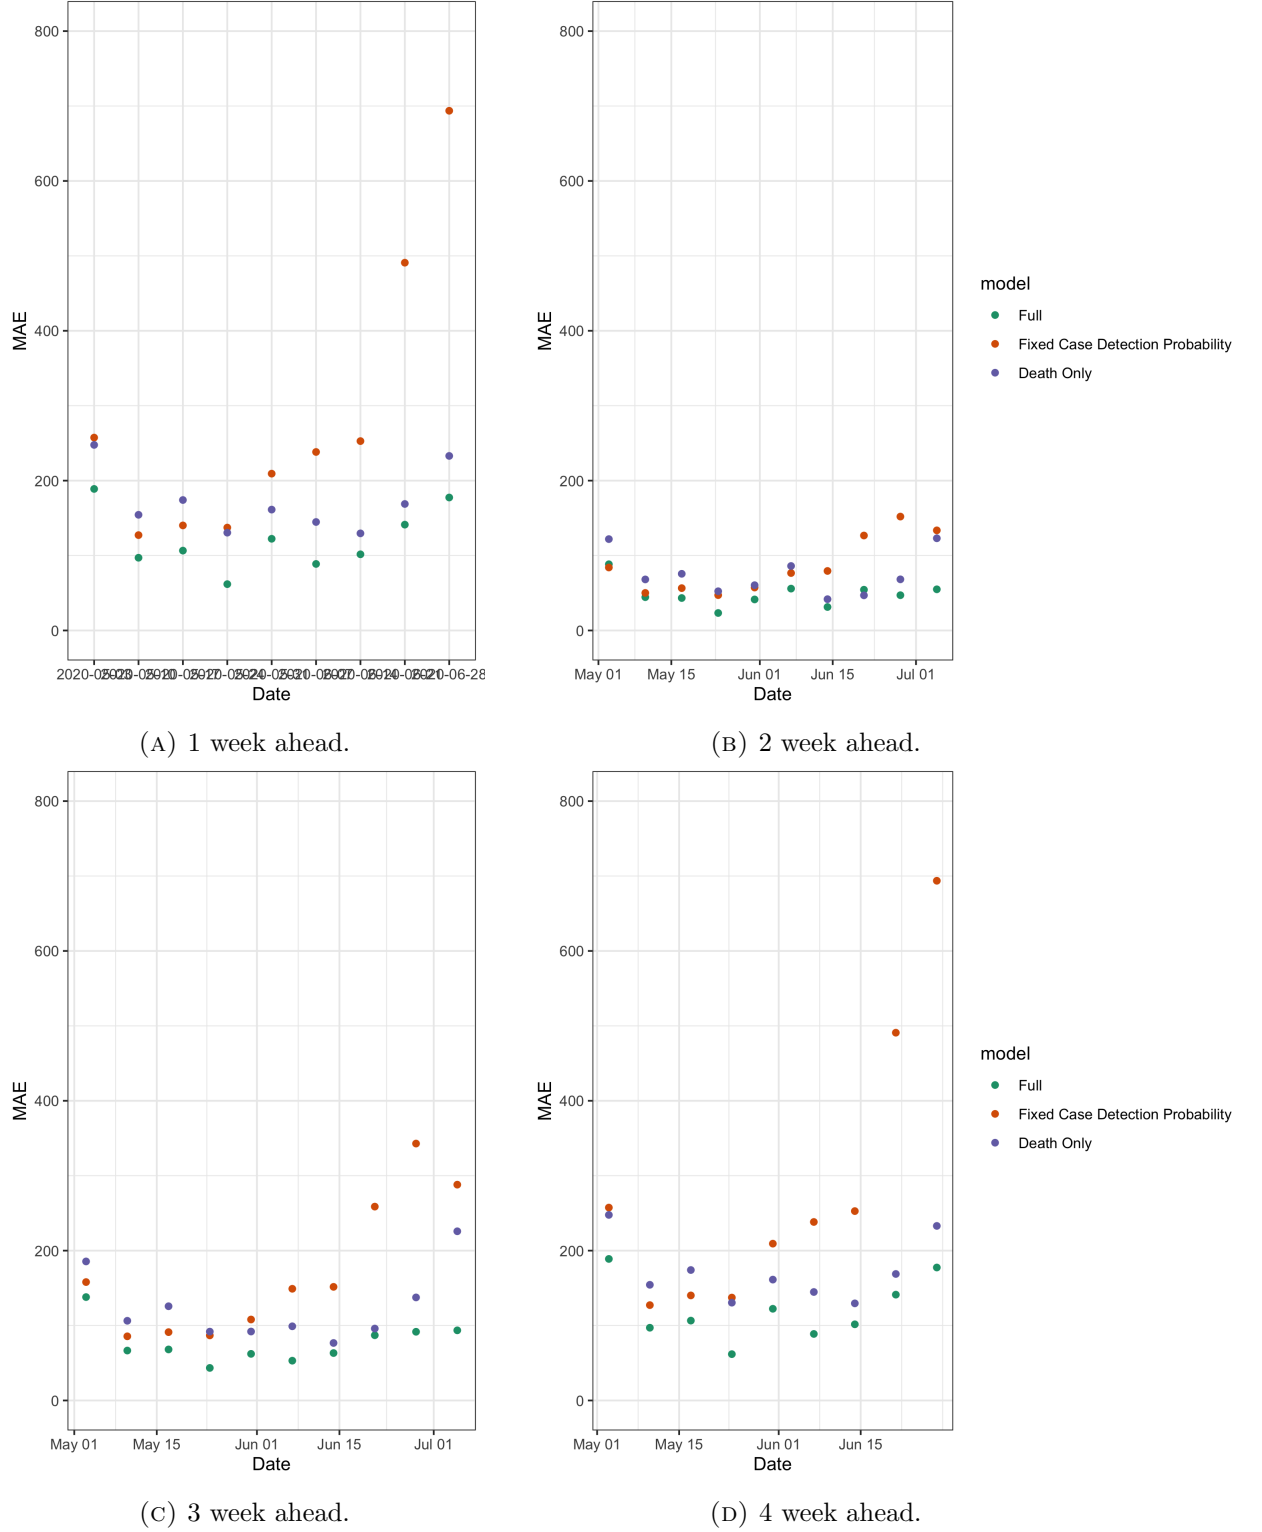 800
600
400
200
0
MAE
Date
(A) 1 week ahead.
800
600
400
200
0
MAE
May 01 May 15 Jun 01 Jun 15 Jul 01
Date
(B) 2 week ahead.
model
Full
Fixed Case Detection Probability
Death Only
800
600
400
200
0
MAE
May 01 May 15 Jun 01 Jun 15 Jul 01
Date
(C) 3 week ahead.
800
600
400
200
0
MAE
May 01 May 15 Jun 01 Jun 15
Date
(D) 4 week ahead.
model
Full
Fixed Case Detection Probability
Death Only